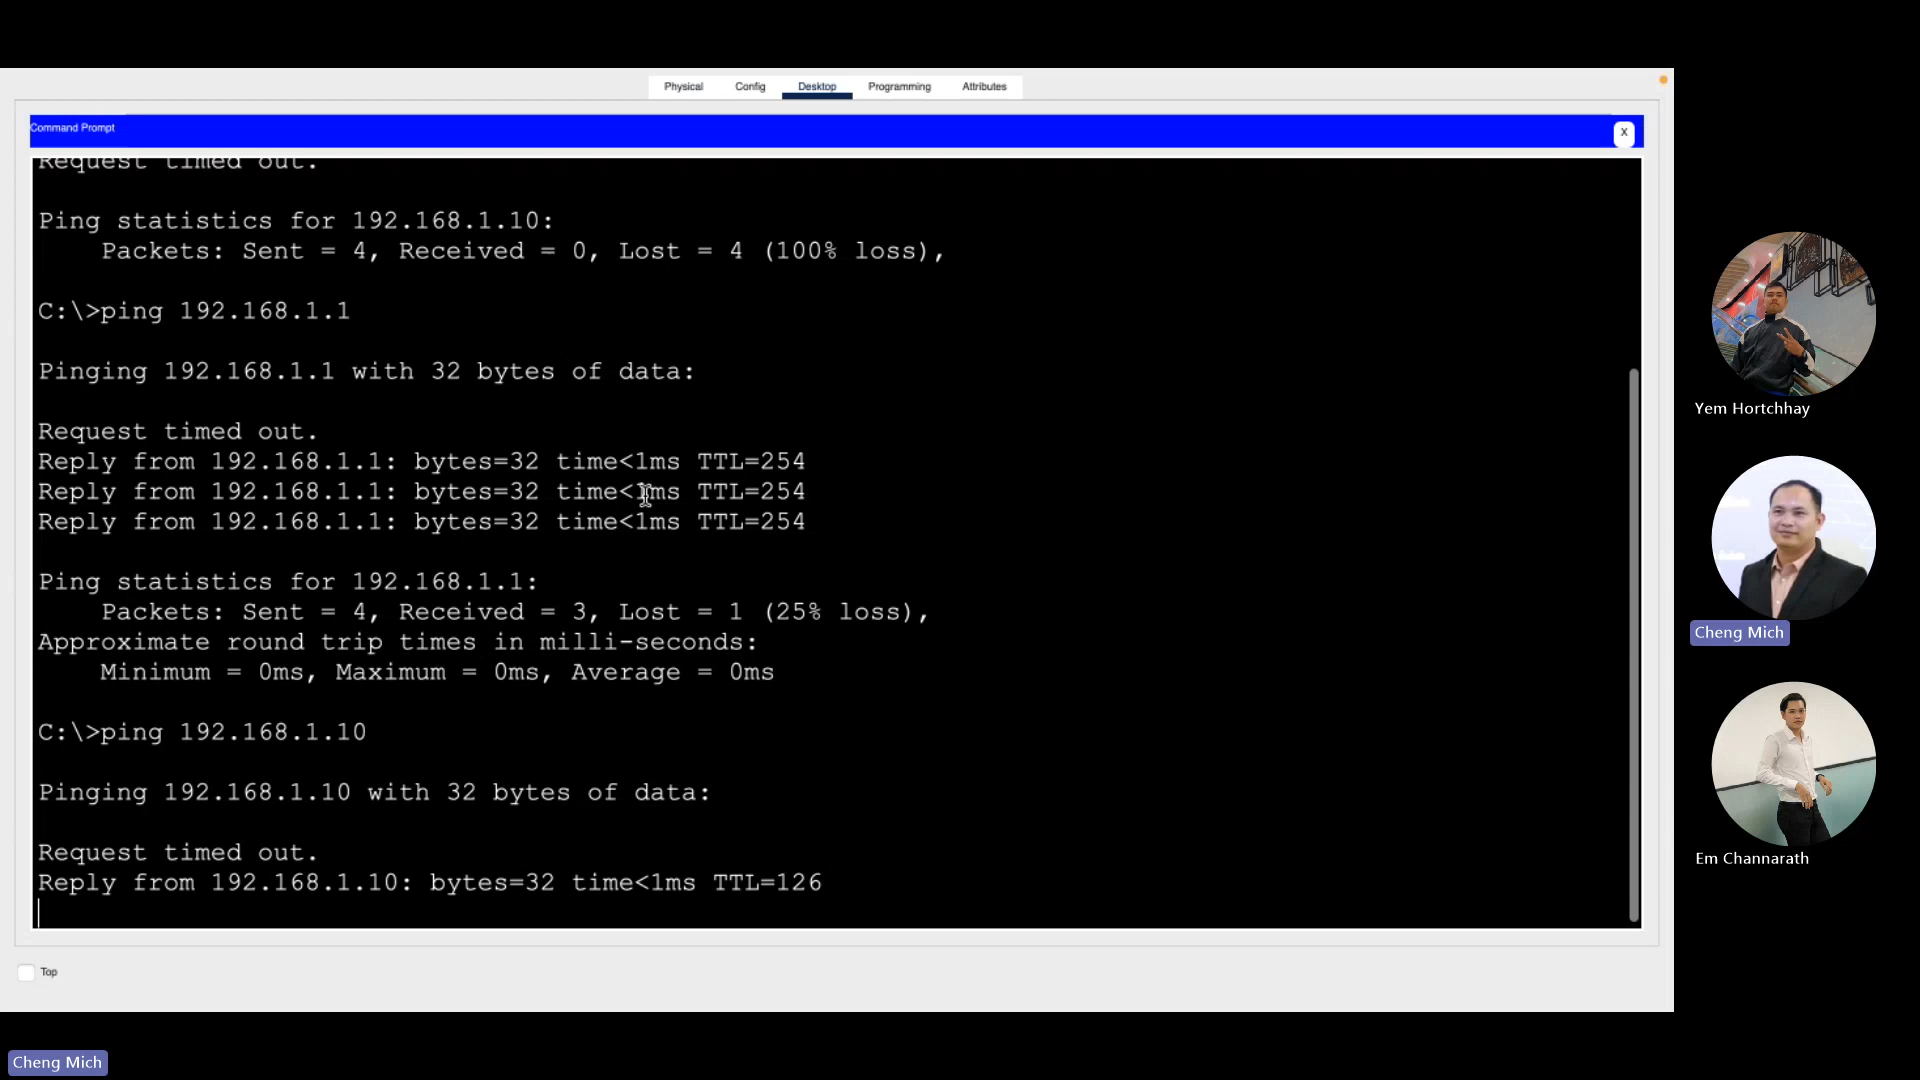 Physical Config Desktop Programming Attributes
Command Prompt
X
Request timed out.
Ping statistics for 192.168.1.10:
Packets: Sent = 4, Received = 0, Lost = 4 (100% loss),
C:\>ping 192.168.1.1
Pinging 192.168.1.1 with 32 bytes of data:
Request timed out.
Reply from 192.168.1.1: bytes=32 time<1ms TTL=254
Reply from 192.168.1.1: bytes=32 time<1ms TTL=254
Reply from 192.168.1.1: bytes=32 time<1ms TTL=254
Ping statistics for 192.168.1.1:
Packets: Sent = 4, Received = 3, Lost = 1 (25% loss),
Approximate round trip times in milli-seconds:
Minimum = 0ms, Maximum = 0ms, Average = 0ms
C:\>ping 192.168.1.10
Pinging 192.168.1.10 with 32 bytes of data:
Request timed out.
Reply from 192.168.1.10: bytes=32 time<1ms TTL=126
Top
Yem Hortchhay
Cheng Mich
Em Channarath
Cheng Mich